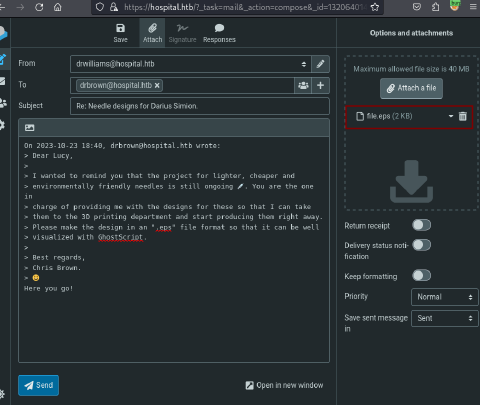 https://hospital.htb/?_task=mail&_action=compose&_id=1320640
Save
Attach
Signature
Responses
Options and attachments
From
drwilliams@hospital.htb
To
drbrown@hospital.htb
Subject
Re: Needle designs for Darius Simion.
On 2023-10-23 18:40, drbrown@hospital.htb wrote:
> Dear Lucy,
>
> I wanted to remind you that the project for lighter, cheaper and
> environmentally friendly needles is still ongoing 💉. You are the one
in
> charge of providing me with the designs for these so that I can take
> them to the 3D printing department and start producing them right away.
> Please make the design in an ".eps" file format so that it can be well
> visualized with GhostScript.
>
> Best regards,
> Chris Brown.
> 😃
Here you go!
Send
Open in new window
Maximum allowed file size is 40 MB
Attach a file
file.eps (2 KB)
Return receipt
Delivery status noti-
fication
Keep formatting
Priority
Normal
Save sent message
in
Sent